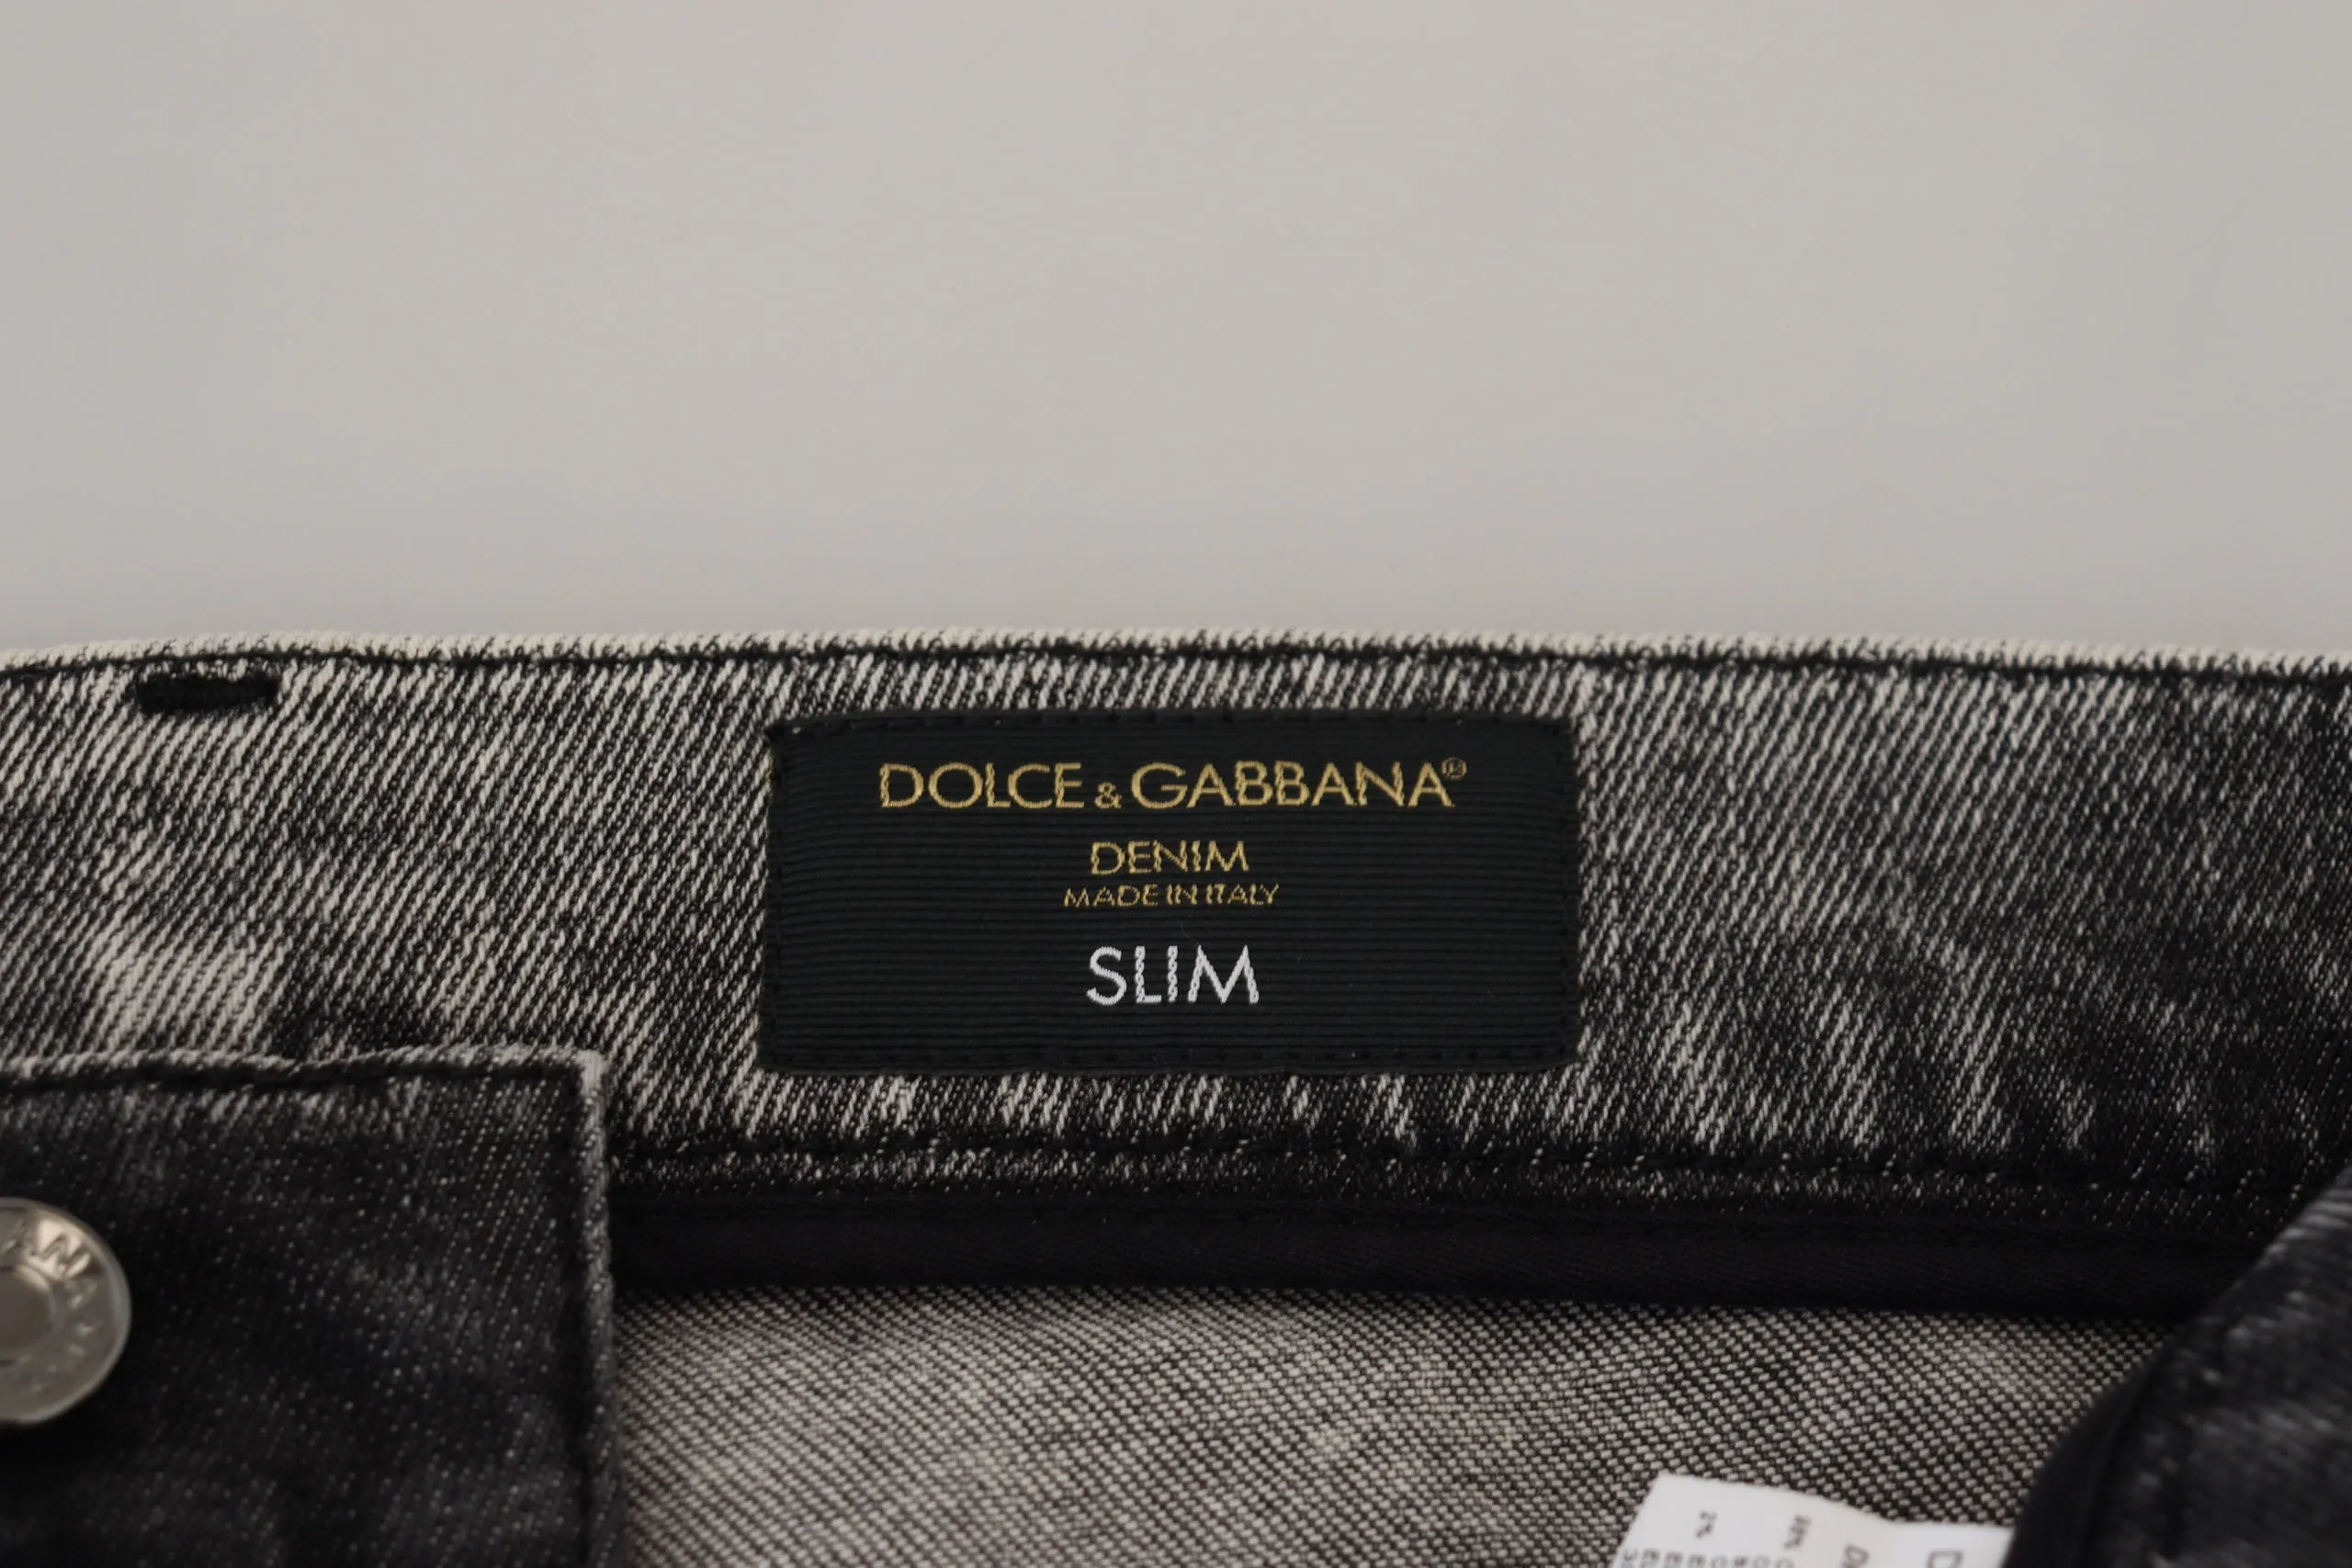 DOLCE & GABBANA®
DENIM
MADE IN ITALY
SLIM